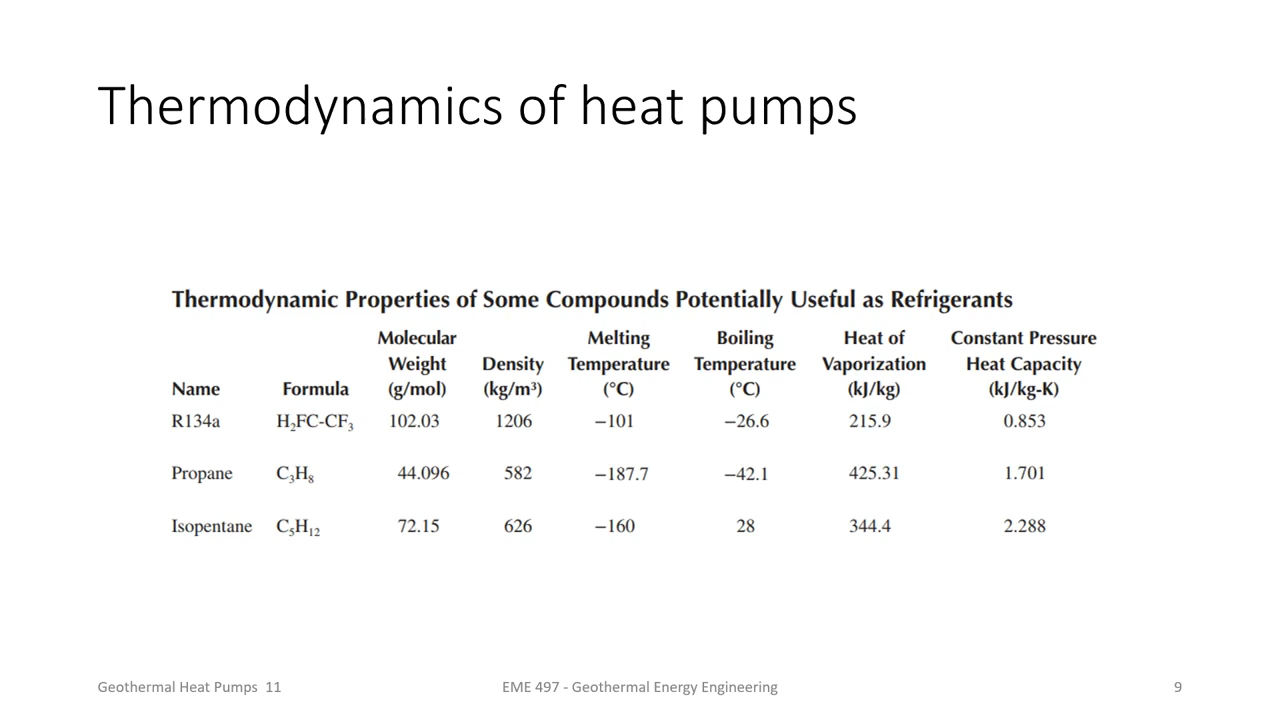 Thermodynamics of heat pumps
Thermodynamic Properties of Some Compounds Potentially Useful as Refrigerants
Molecular Melting Boiling Heat of Constant Pressure
Weight Density Temperature Temperature Vaporization Heat Capacity
Name Formula (g/mol) (kg/m³) (°C) (°C) (kJ/kg) (kJ/kg-K)
R134a H₂FC-CF₃ 102.03 1206 −101 −26.6 215.9 0.853
Propane C₃H₈ 44.096 582 −187.7 −42.1 425.31 1.701
Isopentane C₅H₁₂ 72.15 626 −160 28 344.4 2.288
Geothermal Heat Pumps 11 EME 497 - Geothermal Energy Engineering 9